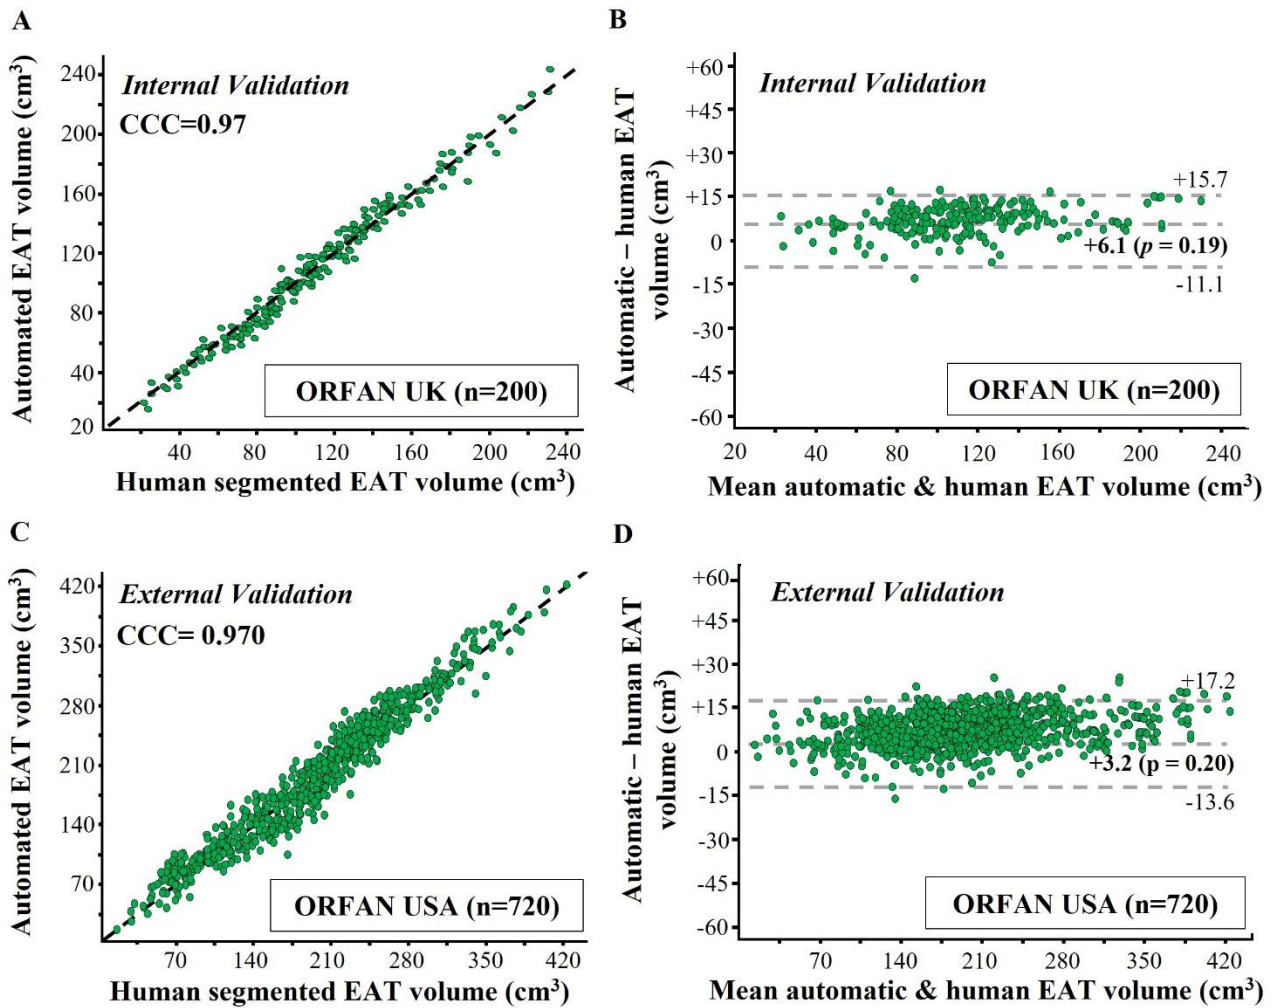 A
Automated EAT volume (cm³)
240
200
160
120
80
40
20
Internal Validation
CCC=0.97
ORFAN UK (n=200)
40
80
120
160
200
240
Human segmented EAT volume (cm³)
B
Automatic – human EAT
volume (cm³)
+60
+45
+30
+15
0
-15
-30
-45
-60
Internal Validation
+15.7
+6.1 (p = 0.19)
-11.1
ORFAN UK (n=200)
20
40
80
120
160
200
240
Mean automatic & human EAT volume (cm³)
C
Automated EAT volume (cm³)
420
350
280
210
140
70
External Validation
CCC= 0.970
ORFAN USA (n=720)
70
140
210
280
350
420
Human segmented EAT volume (cm³)
D
Automatic – human EAT
volume (cm³)
+60
+45
+30
+15
0
-15
-30
-45
-60
External Validation
+17.2
+3.2 (p = 0.20)
-13.6
ORFAN USA (n=720)
70
140
210
280
350
420
Mean automatic & human EAT volume (cm³)